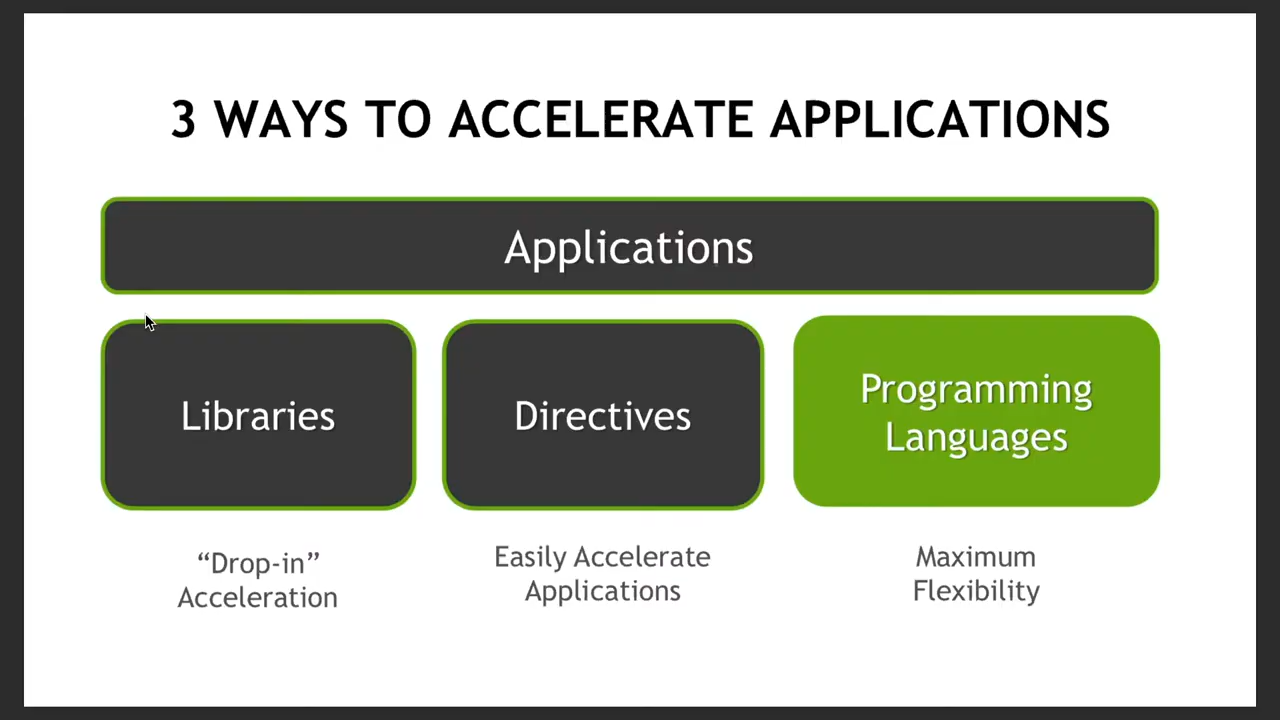 3 WAYS TO ACCELERATE APPLICATIONS
Applications
Libraries
Directives
Programming
Languages
“Drop-in”
Acceleration
Easily Accelerate
Applications
Maximum
Flexibility